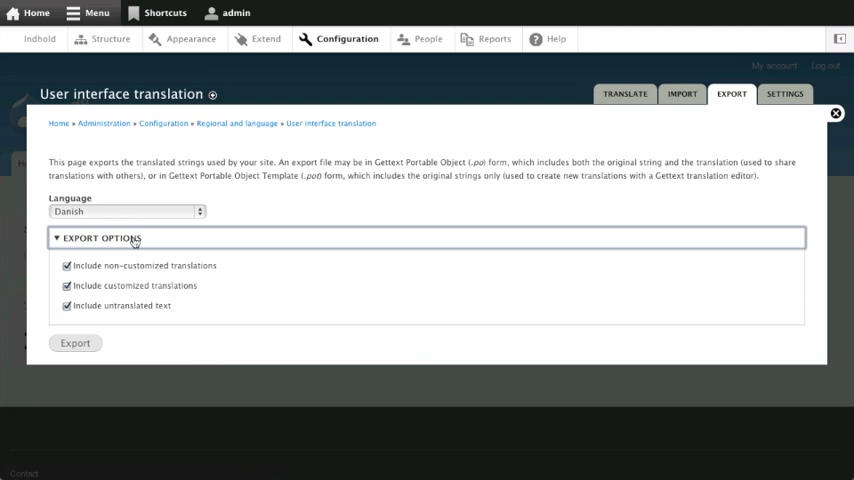 Home Menu Shortcuts admin
Indhold Structure Appearance Extend Configuration People Reports Help
My account Log out
User interface translation
TRANSLATE IMPORT EXPORT SETTINGS
Home » Administration » Configuration » Regional and language » User interface translation
This page exports the translated strings used by your site. An export file may be in Gettext Portable Object (.po) form, which includes both the original string and the translation (used to share
translations with others), or in Gettext Portable Object Template (.pot) form, which includes the original strings only (used to create new translations with a Gettext translation editor).
Language
Danish
EXPORT OPTIONS
Include non-customized translations
Include customized translations
Include untranslated text
Export
Contact